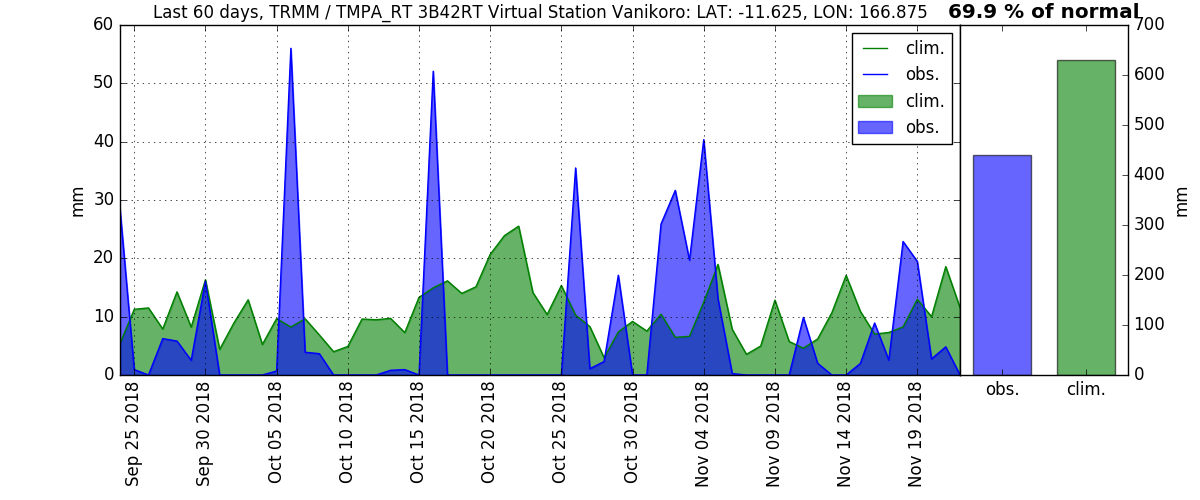 Last 60 days, TRMM / TMPA_RT 3B42RT Virtual Station Vanikoro: LAT: -11.625, LON: 166.875
69.9 % of normal
60
50
40
30
20
10
0
mm
clim.
obs.
clim.
obs.
700
600
500
400
300
200
100
0
mm
obs.
clim.
Sep 25 2018
Sep 30 2018
Oct 05 2018
Oct 10 2018
Oct 15 2018
Oct 20 2018
Oct 25 2018
Oct 30 2018
Nov 04 2018
Nov 09 2018
Nov 14 2018
Nov 19 2018